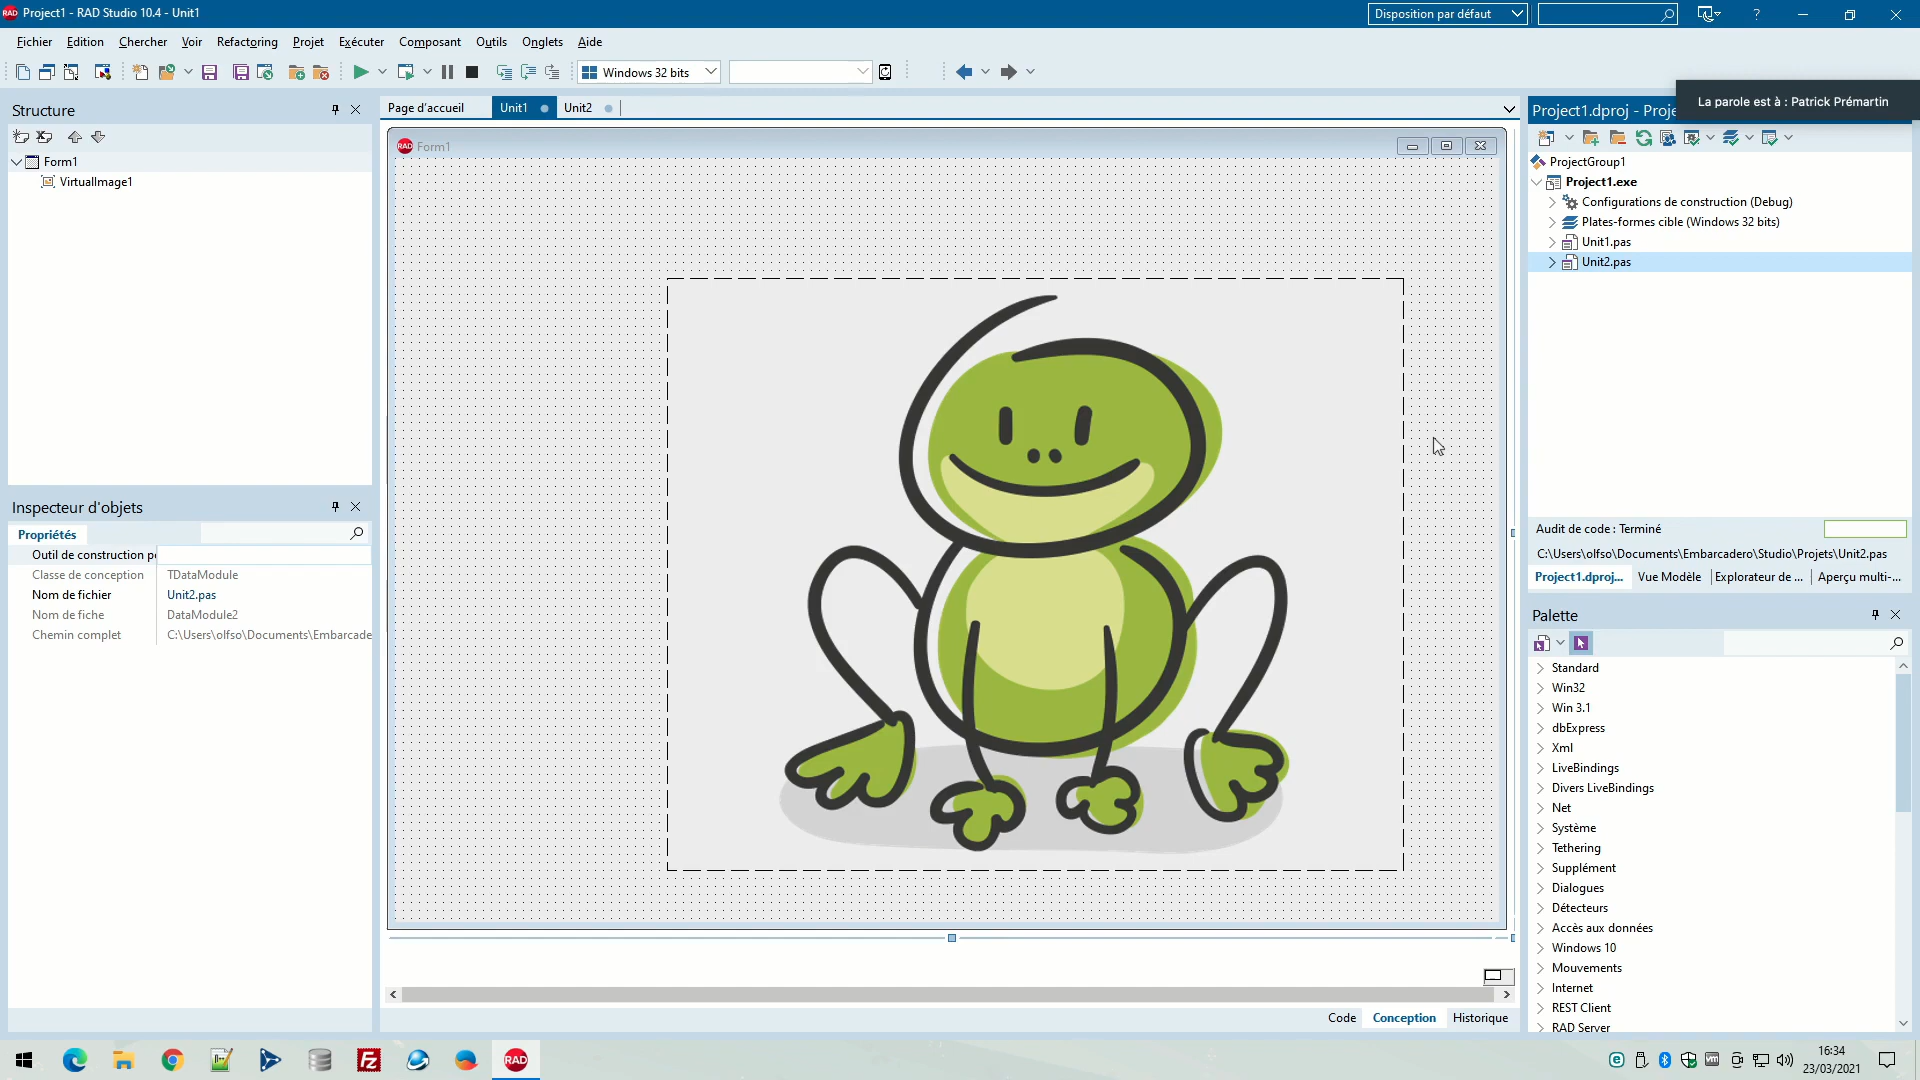 Project1 - RAD Studio 10.4 - Unit1
Disposition par défaut
?
Fichier Edition Chercher Voir Refactoring Projet Exécuter Composant Outils Onglets Aide
Windows 32 bits
Structure
Form1
VirtualImage1
Inspecteur d'objets
Propriétés
Outil de construction pe
Classe de conception TDataModule
Nom de fichier Unit2.pas
Nom de fiche DataModule2
Chemin complet C:\Users\olfso\Documents\Embarcade
Page d'accueil Unit1 Unit2
RAD Form1
Code Conception Historique
Project1.dproj - Proje
La parole est à : Patrick Prémartin
ProjectGroup1
Project1.exe
Configurations de construction (Debug)
Plates-formes cible (Windows 32 bits)
Unit1.pas
Unit2.pas
Audit de code : Terminé
C:\Users\olfso\Documents\Embarcadero\Studio\Projets\Unit2.pas
Project1.dproj... Vue Modèle Explorateur de ... Aperçu multi-...
Palette
Standard
Win32
Win 3.1
dbExpress
Xml
LiveBindings
Divers LiveBindings
Net
Système
Tethering
Supplément
Dialogues
Détecteurs
Accès aux données
Windows 10
Mouvements
Internet
REST Client
RAD Server
RAD
16:34
23/03/2021